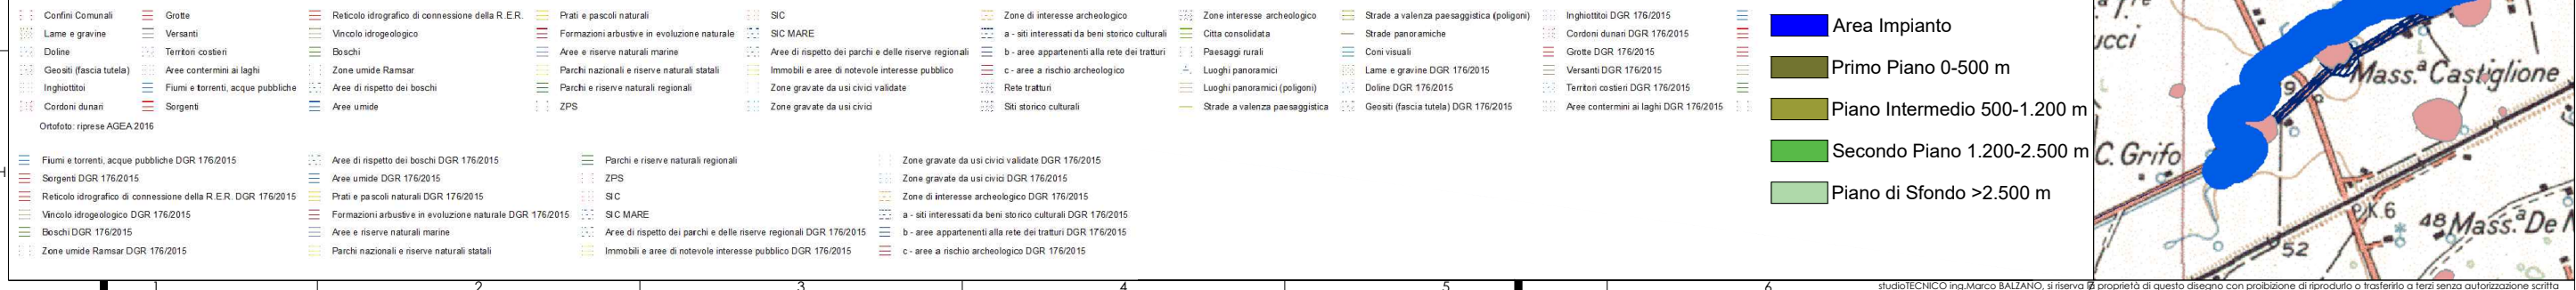 Confini Comunali
Lame e gravine
Doline
Geositi (fascia tutela)
Inghiottitoi
Cordoni dunari
Ortofoto: riprese AGEA 2016
Grotte
Versanti
Territori costieri
Aree contermini ai laghi
Fiumi e torrenti, acque pubbliche
Sorgenti
Reticolo idrografico di connessione della R.E.R.
Vincolo idrogeologico
Boschi
Zone umide Ramsar
Aree di rispetto dei boschi
Aree umide
Prati e pascoli naturali
Formazioni arbustive in evoluzione naturale
Aree e riserve naturali marine
Parchi nazionali e riserve naturali statali
Parchi e riserve naturali regionali
ZPS
SIC
SIC MARE
Aree di rispetto dei parchi e delle riserve regionali
Immobili e aree di notevole interesse pubblico
Zone gravate da usi civici validate
Zone gravate da usi civici
Zone di interesse archeologico
a - siti interessati da beni storico culturali
b - aree appartenenti alla rete dei tratturi
c - aree a rischio archeologico
Rete tratturi
Siti storico culturali
Zone interesse archeologico
Citta consolidata
Paesaggi rurali
Luoghi panoramici
Luoghi panoramici (poligoni)
Strade a valenza paesaggistica
Strade a valenza paesaggistica (poligoni)
Strade panoramiche
Coni visuali
Lame e gravine DGR 176/2015
Doline DGR 176/2015
Geositi (fascia tutela) DGR 176/2015
Inghiottitoi DGR 176/2015
Cordoni dunari DGR 176/2015
Grotte DGR 176/2015
Versanti DGR 176/2015
Territori costieri DGR 176/2015
Aree contermini ai laghi DGR 176/2015
Fiumi e torrenti, acque pubbliche DGR 176/2015
Sorgenti DGR 176/2015
Reticolo idrografico di connessione della R.E.R. DGR 176/2015
Vincolo idrogeologico DGR 176/2015
Boschi DGR 176/2015
Zone umide Ramsar DGR 176/2015
Aree di rispetto dei boschi DGR 176/2015
Aree umide DGR 176/2015
Prati e pascoli naturali DGR 176/2015
Formazioni arbustive in evoluzione naturale DGR 176/2015
Aree e riserve naturali marine
Parchi nazionali e riserve naturali statali
Parchi e riserve naturali regionali
ZPS
SIC
SIC MARE
Aree di rispetto dei parchi e delle riserve regionali DGR 176/2015
Immobili e aree di notevole interesse pubblico DGR 176/2015
Zone gravate da usi civici validate DGR 176/2015
Zone gravate da usi civici DGR 176/2015
Zone di interesse archeologico DGR 176/2015
a - siti interessati da beni storico culturali DGR 176/2015
b - aree appartenenti alla rete dei tratturi DGR 176/2015
c - aree a rischio archeologico DGR 176/2015
Area Impianto
Primo Piano 0-500 m
Piano Intermedio 500-1.200 m
Secondo Piano 1.200-2.500 m
Piano di Sfondo >2.500 m
ucci
Mass.ª Castiglione
9
C. Grifo
K.6
48 Mass.ª De
52
H
1
2
3
4
5
6
7
studioTECNICO ing.Marco BALZANO, si riserva la proprietà di questo disegno con proibizione di riprodurlo o trasferirlo a terzi senza autorizzazione scritta